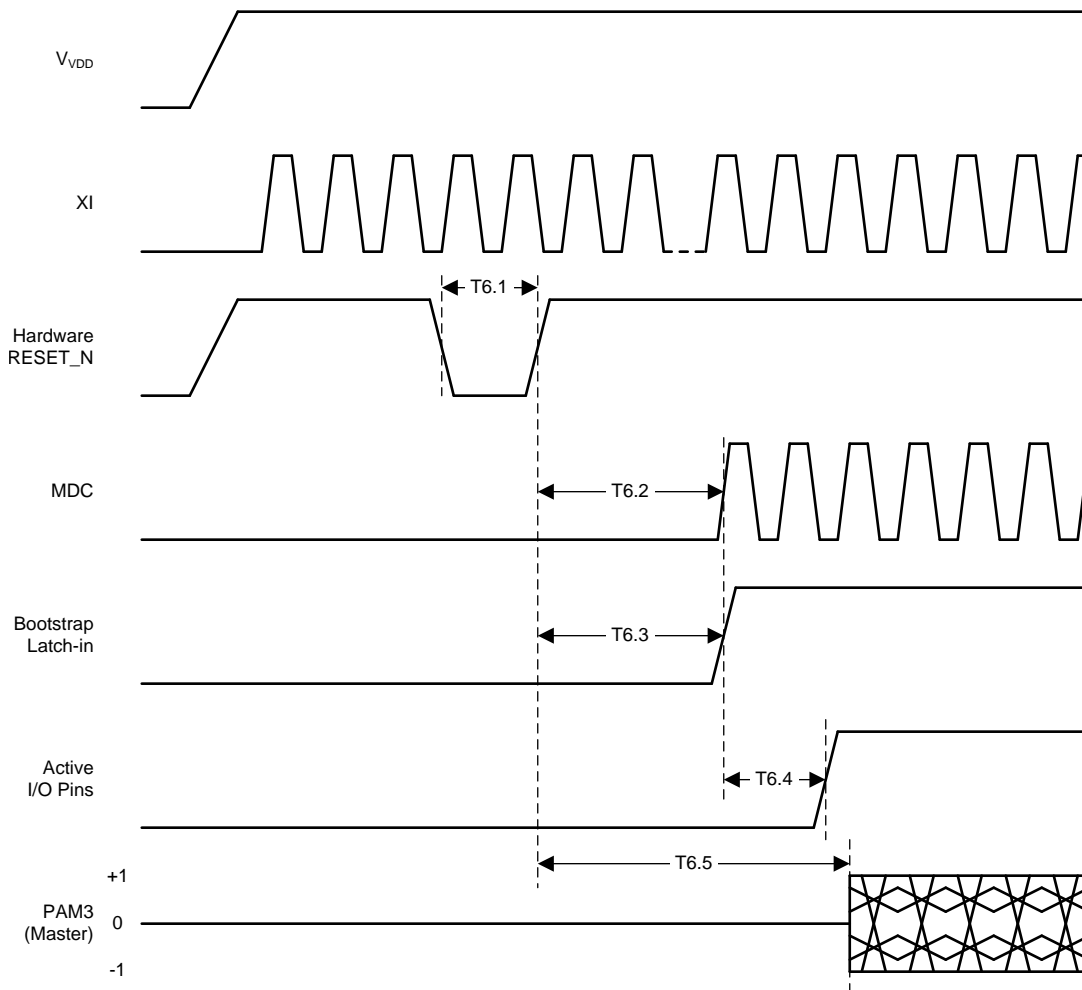 VVDD
XI
T6.1
Hardware
RESET_N
MDC
T6.2
Bootstrap
Latch-in
T6.3
Active
I/O Pins
T6.4
T6.5
+1
PAM3
(Master)
0
-1